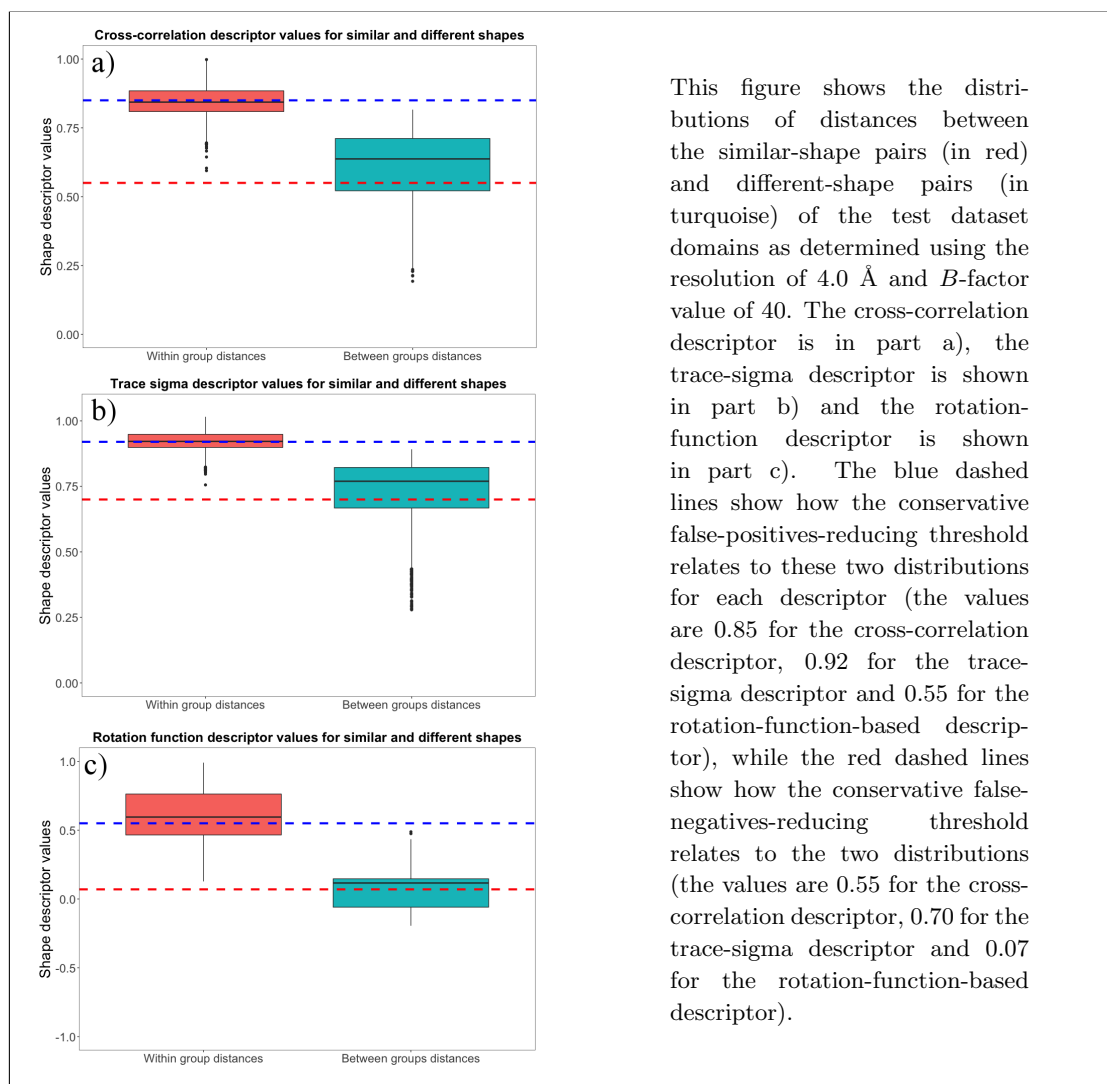 Cross-correlation descriptor values for similar and different shapes
a)
1.00
0.75
0.50
0.25
0.00
Shape descriptor values
Within group distances
Between groups distances
Trace sigma descriptor values for similar and different shapes
b)
1.00
0.75
0.50
0.25
0.00
Shape descriptor values
Within group distances
Between groups distances
Rotation function descriptor values for similar and different shapes
c)
1.0
0.5
0.0
-0.5
-1.0
Shape descriptor values
Within group distances
Between groups distances
This figure shows the distri-
butions of distances between
the similar-shape pairs (in red)
and different-shape pairs (in
turquoise) of the test dataset
domains as determined using the
resolution of 4.0 Å and B-factor
value of 40. The cross-correlation
descriptor is in part a), the
trace-sigma descriptor is shown
in part b) and the rotation-
function descriptor is shown
in part c). The blue dashed
lines show how the conservative
false-positives-reducing threshold
relates to these two distributions
for each descriptor (the values
are 0.85 for the cross-correlation
descriptor, 0.92 for the trace-
sigma descriptor and 0.55 for the
rotation-function-based descrip-
tor), while the red dashed lines
show how the conservative false-
negatives-reducing threshold
relates to the two distributions
(the values are 0.55 for the cross-
correlation descriptor, 0.70 for the
trace-sigma descriptor and 0.07
for the rotation-function-based
descriptor).